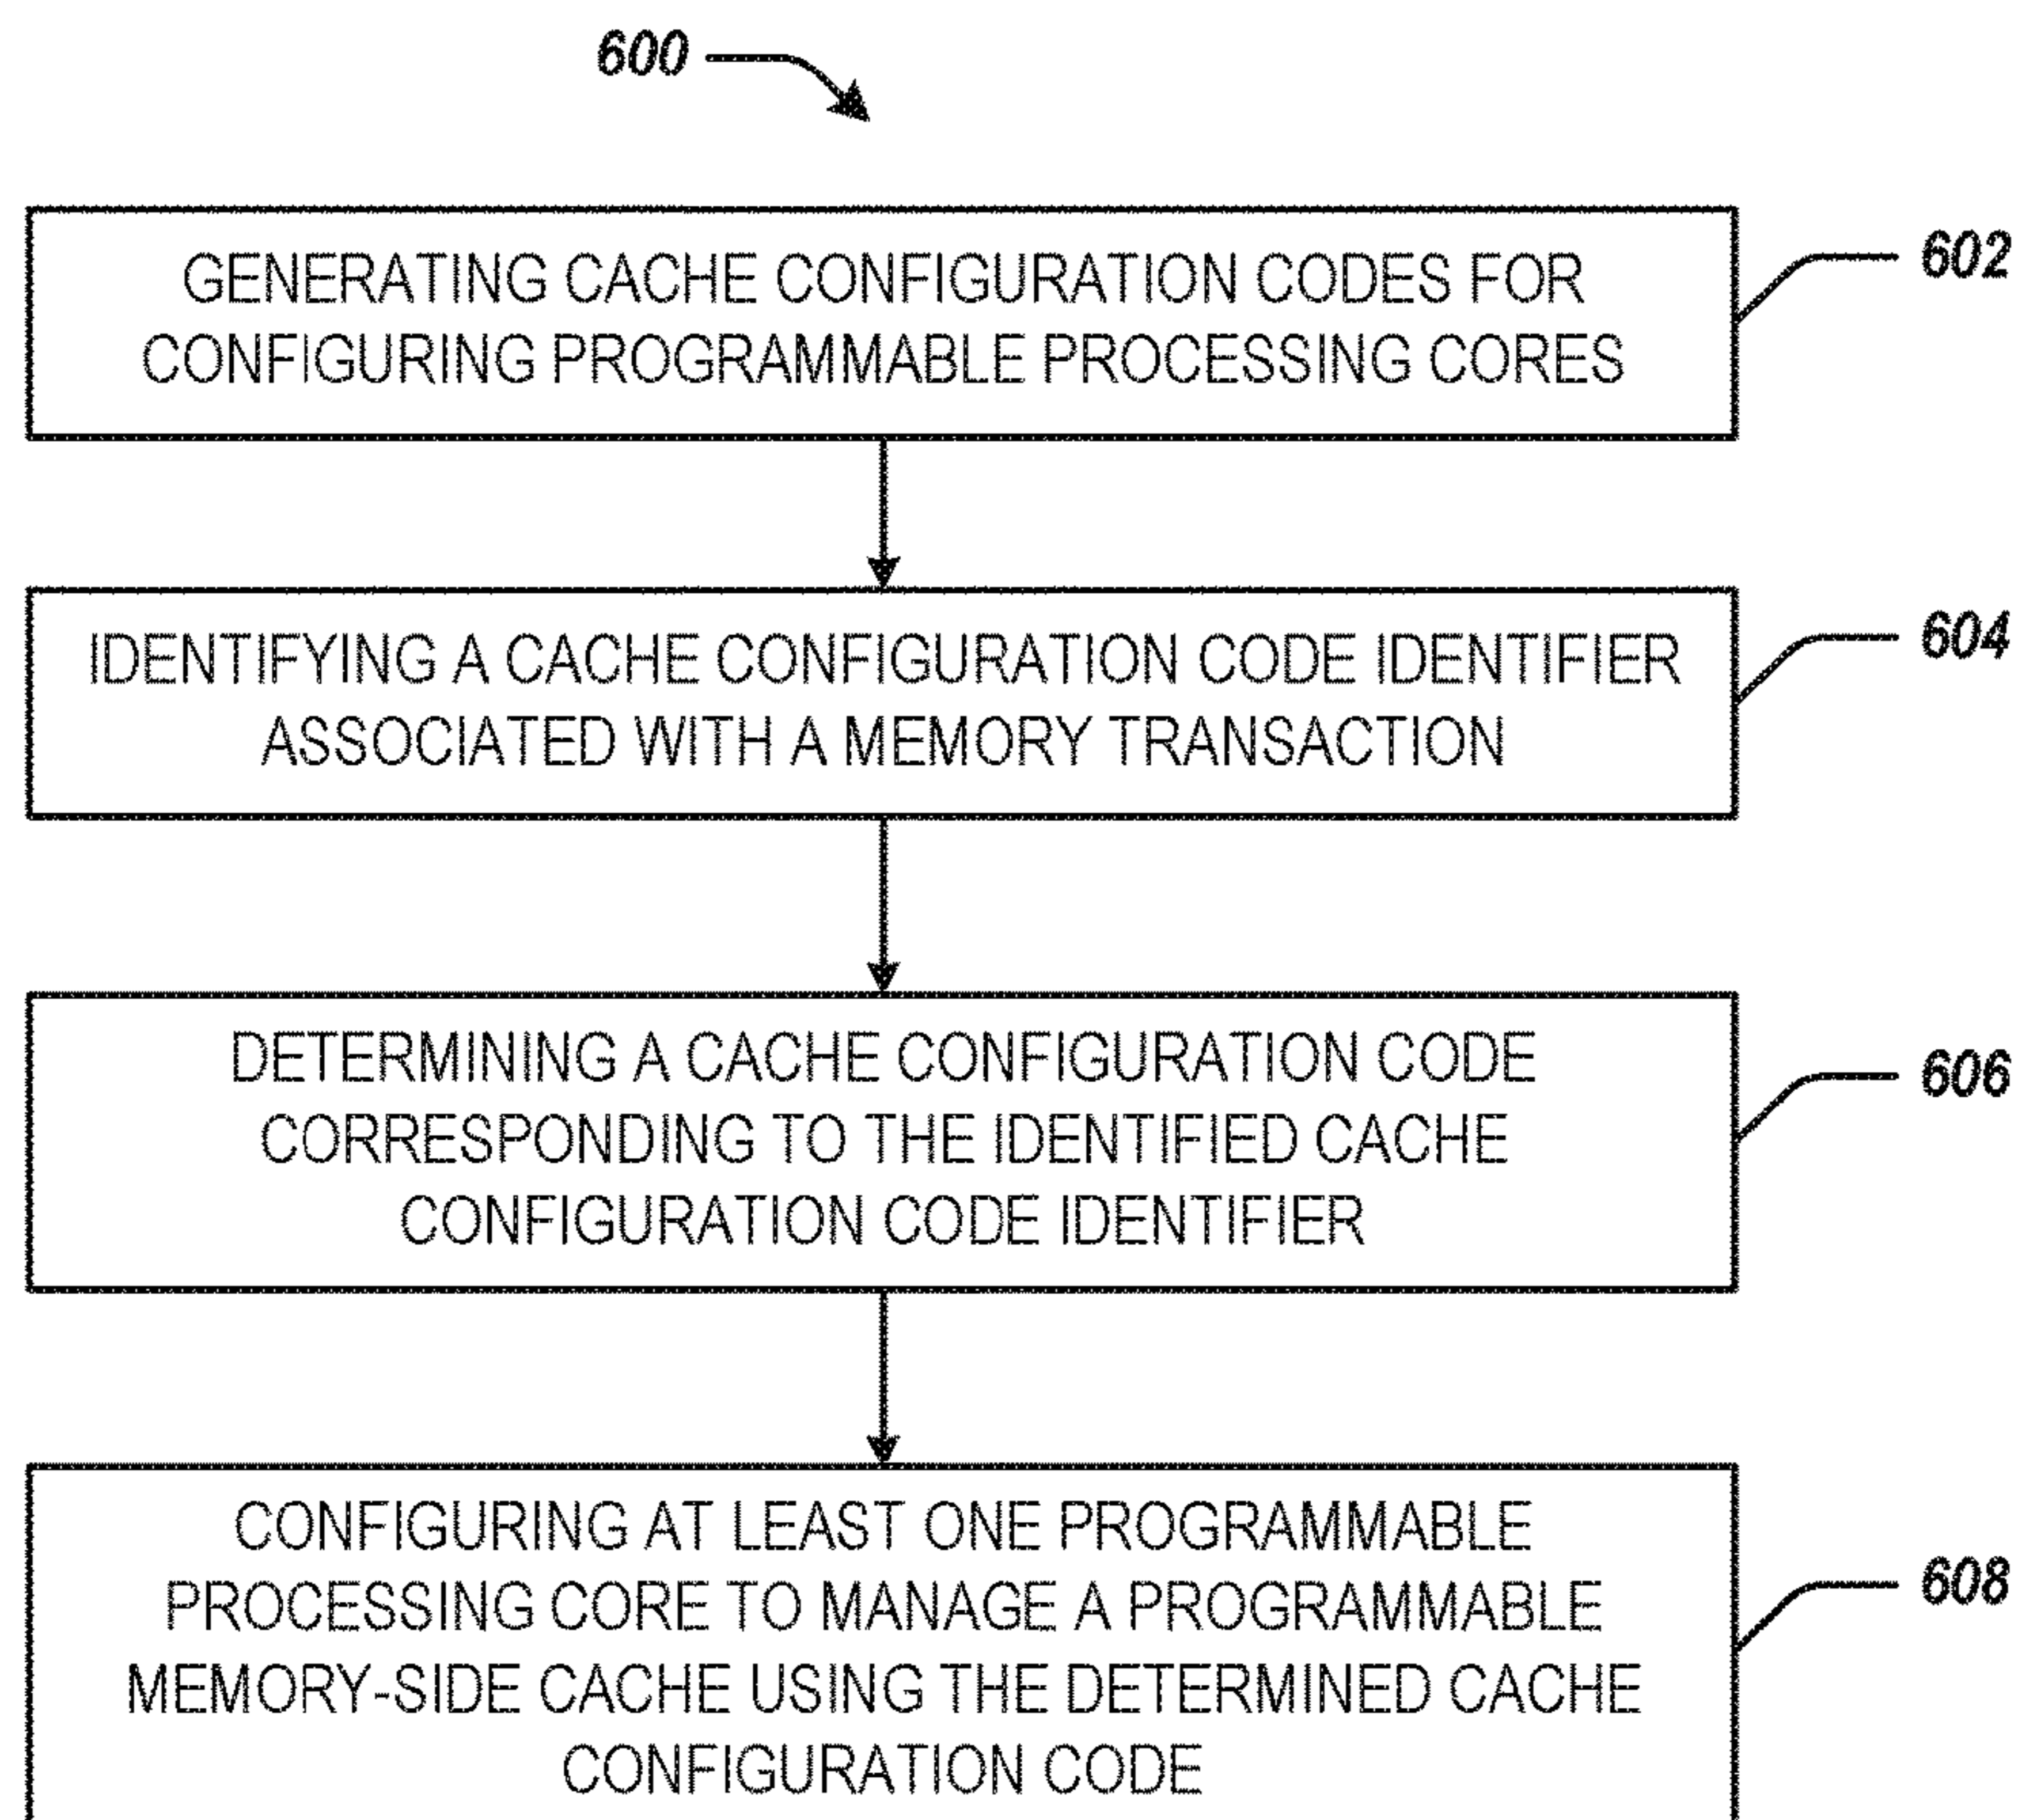 600
GENERATING CACHE CONFIGURATION CODES FOR
CONFIGURING PROGRAMMABLE PROCESSING CORES
602
IDENTIFYING A CACHE CONFIGURATION CODE IDENTIFIER
ASSOCIATED WITH A MEMORY TRANSACTION
604
DETERMINING A CACHE CONFIGURATION CODE
CORRESPONDING TO THE IDENTIFIED CACHE
CONFIGURATION CODE IDENTIFIER
606
CONFIGURING AT LEAST ONE PROGRAMMABLE
PROCESSING CORE TO MANAGE A PROGRAMMABLE
MEMORY-SIDE CACHE USING THE DETERMINED CACHE
CONFIGURATION CODE
608